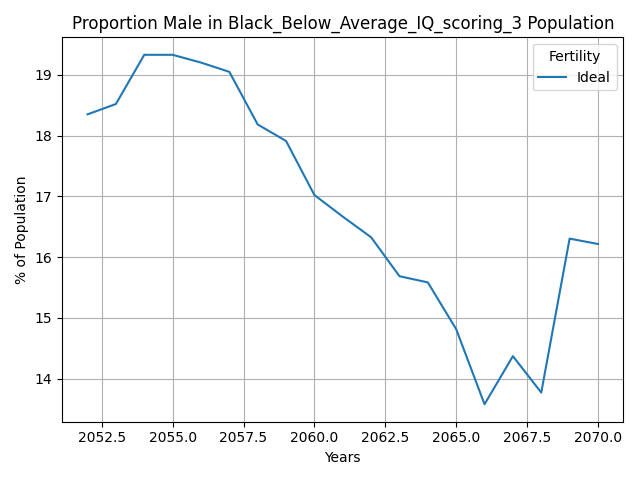 Proportion Male in Black_Below_Average_IQ_scoring_3 Population
Fertility
Ideal
% of Population
19
18
17
16
15
14
2052.5 2055.0 2057.5 2060.0 2062.5 2065.0 2067.5 2070.0
Years